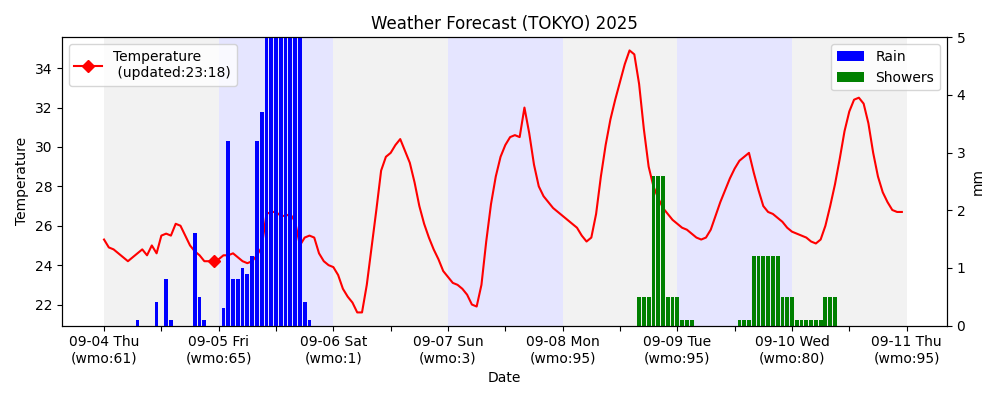 Weather Forecast (TOKYO) 2025
Temperature
(updated:23:18)
Rain
Showers
Temperature
34
32
30
28
26
24
22
5
4
3
2
1
0
mm
09-04 Thu
(wmo:61)
09-05 Fri
(wmo:65)
09-06 Sat
(wmo:1)
09-07 Sun
(wmo:3)
09-08 Mon
(wmo:95)
09-09 Tue
(wmo:95)
09-10 Wed
(wmo:80)
09-11 Thu
(wmo:95)
Date